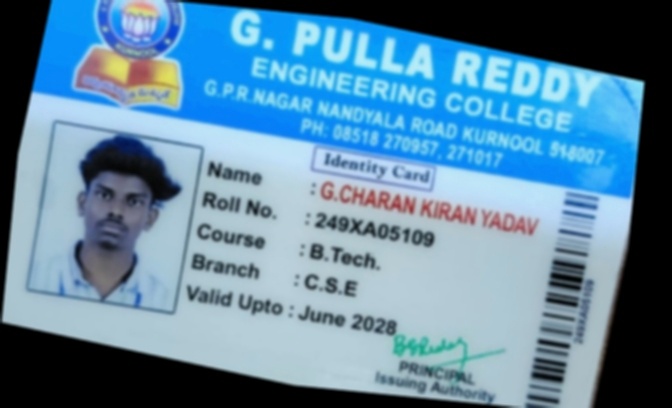 KURNOOL
G. PULLA REDDY
ENGINEERING COLLEGE
G.P.R.NAGAR NANDYALA ROAD KURNOOL 518007
PH: 08518 270957, 271017
Identity Card
Name : G.CHARAN KIRAN YADAV
Roll No. : 249XA05109
Course : B.Tech.
Branch : C.S.E
Valid Upto : June 2028
PRINCIPAL
Issuing Authority
249XA05109